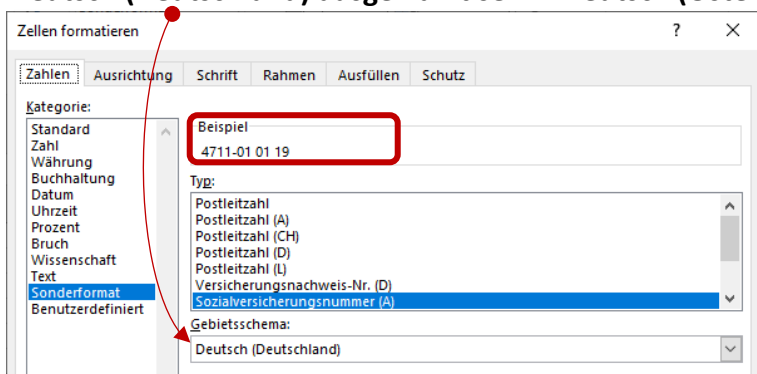 Zellen formatieren ? ×
Zahlen Ausrichtung Schrift Rahmen Ausfüllen Schutz
Kategorie:
Standard
Zahl
Währung
Buchhaltung
Datum
Uhrzeit
Prozent
Bruch
Wissenschaft
Text
Sonderformat
Benutzerdefiniert
Beispiel
4711-01 01 19
Typ:
Postleitzahl
Postleitzahl (A)
Postleitzahl (CH)
Postleitzahl (D)
Postleitzahl (L)
Versicherungsnachweis-Nr. (D)
Sozialversicherungsnummer (A)
Gebietsschema:
Deutsch (Deutschland)